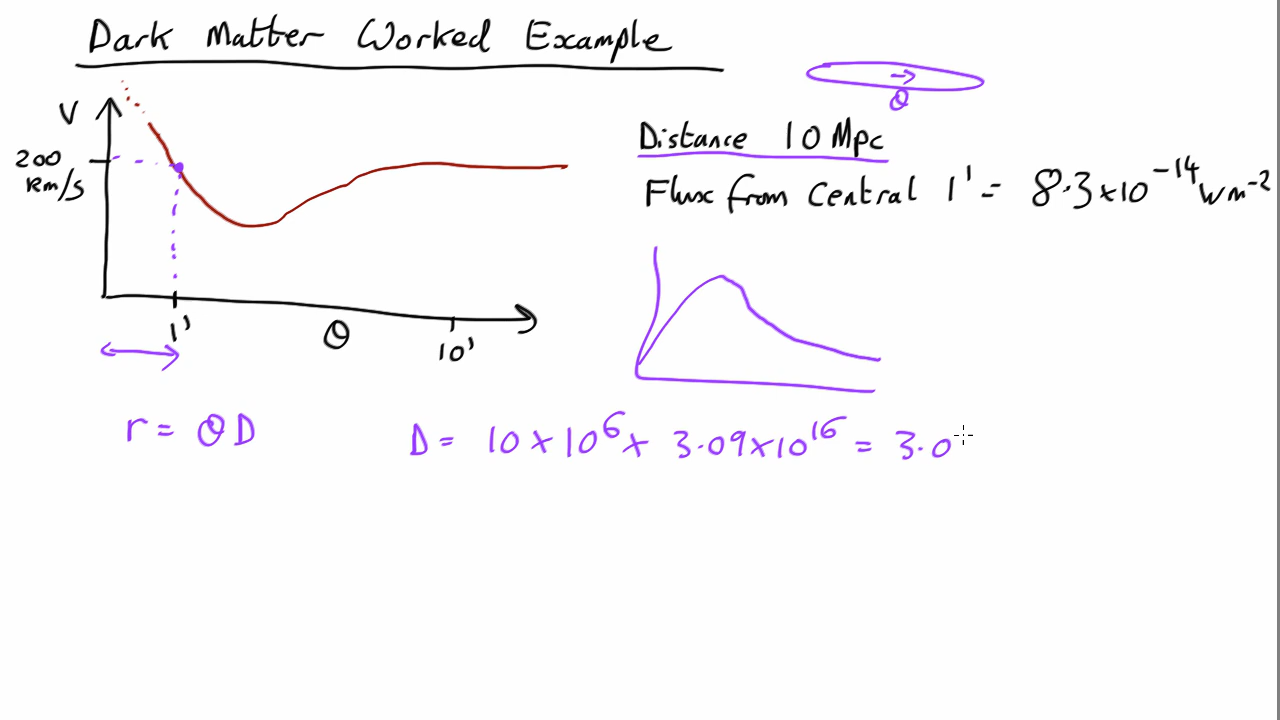 Dark Matter Worked Example
V
200
km/s
1'
θ
10'
θ
Distance 10 Mpc
Flux from central 1' = 8.3×10⁻¹⁴ Wm⁻²
r = θD
D = 10 × 10⁶ × 3.09×10¹⁶ = 3.0